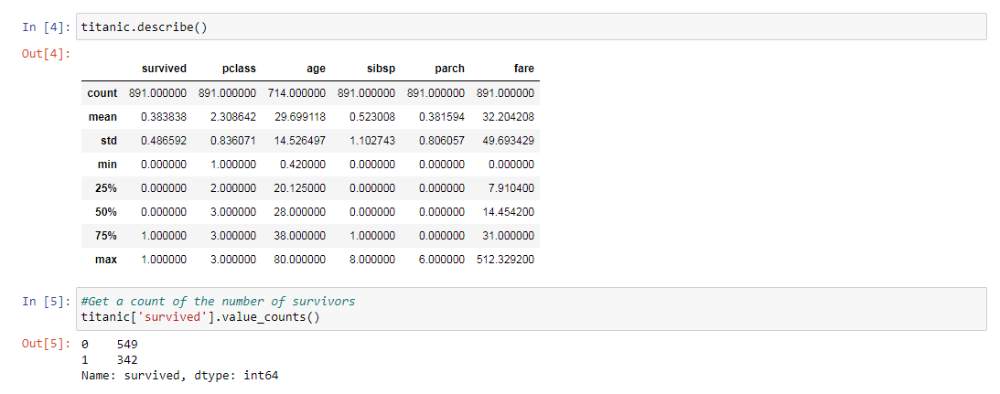 In [4]: titanic.describe()
Out[4]:
survived pclass age sibsp parch fare
count 891.000000 891.000000 714.000000 891.000000 891.000000 891.000000
mean 0.383838 2.308642 29.699118 0.523008 0.381594 32.204208
std 0.486592 0.836071 14.526497 1.102743 0.806057 49.693429
min 0.000000 1.000000 0.420000 0.000000 0.000000 0.000000
25% 0.000000 2.000000 20.125000 0.000000 0.000000 7.910400
50% 0.000000 3.000000 28.000000 0.000000 0.000000 14.454200
75% 1.000000 3.000000 38.000000 1.000000 0.000000 31.000000
max 1.000000 3.000000 80.000000 8.000000 6.000000 512.329200
In [5]: #Get a count of the number of survivors
titanic['survived'].value_counts()
Out[5]: 0 549
1 342
Name: survived, dtype: int64